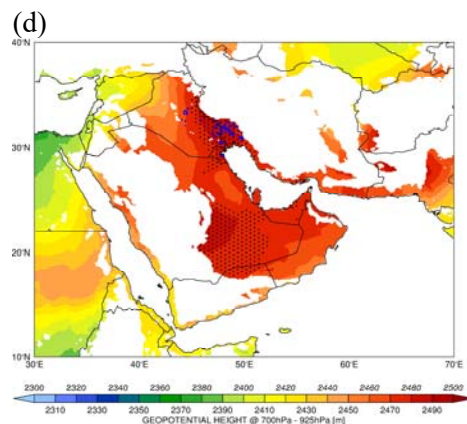 (d)
40°N
30°N
20°N
10°N
30°E 40°E 50°E 60°E 70°E
2300 2320 2340 2360 2380 2400 2420 2440 2460 2480 2500
2310 2330 2350 2370 2390 2410 2430 2450 2470 2490
GEOPOTENTIAL HEIGHT @ 700hPa - 925hPa [m]